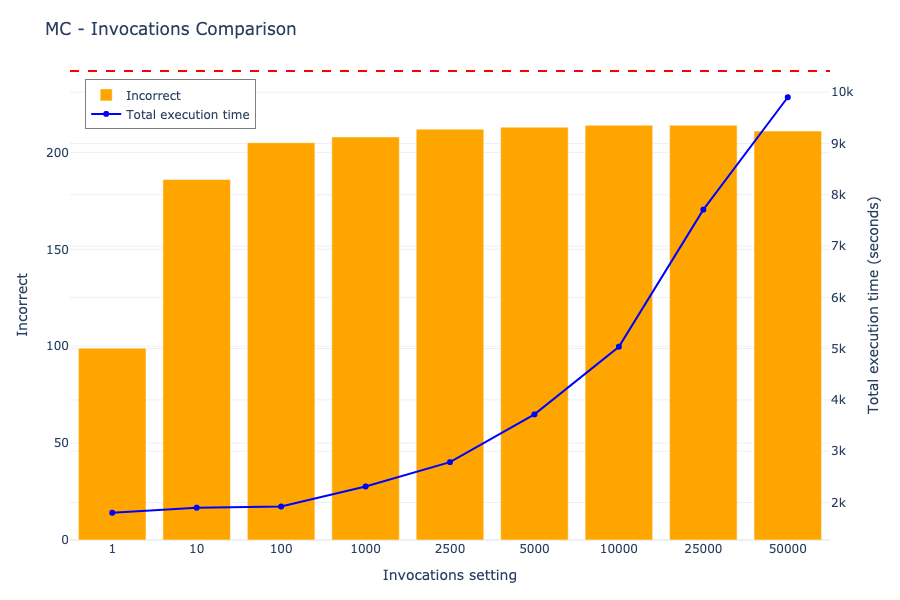 MC - Invocations Comparison
Incorrect
Total execution time
200
150
100
50
0
10k
9k
8k
7k
6k
5k
4k
3k
2k
Incorrect
Total execution time (seconds)
1 10 100 1000 2500 5000 10000 25000 50000
Invocations setting